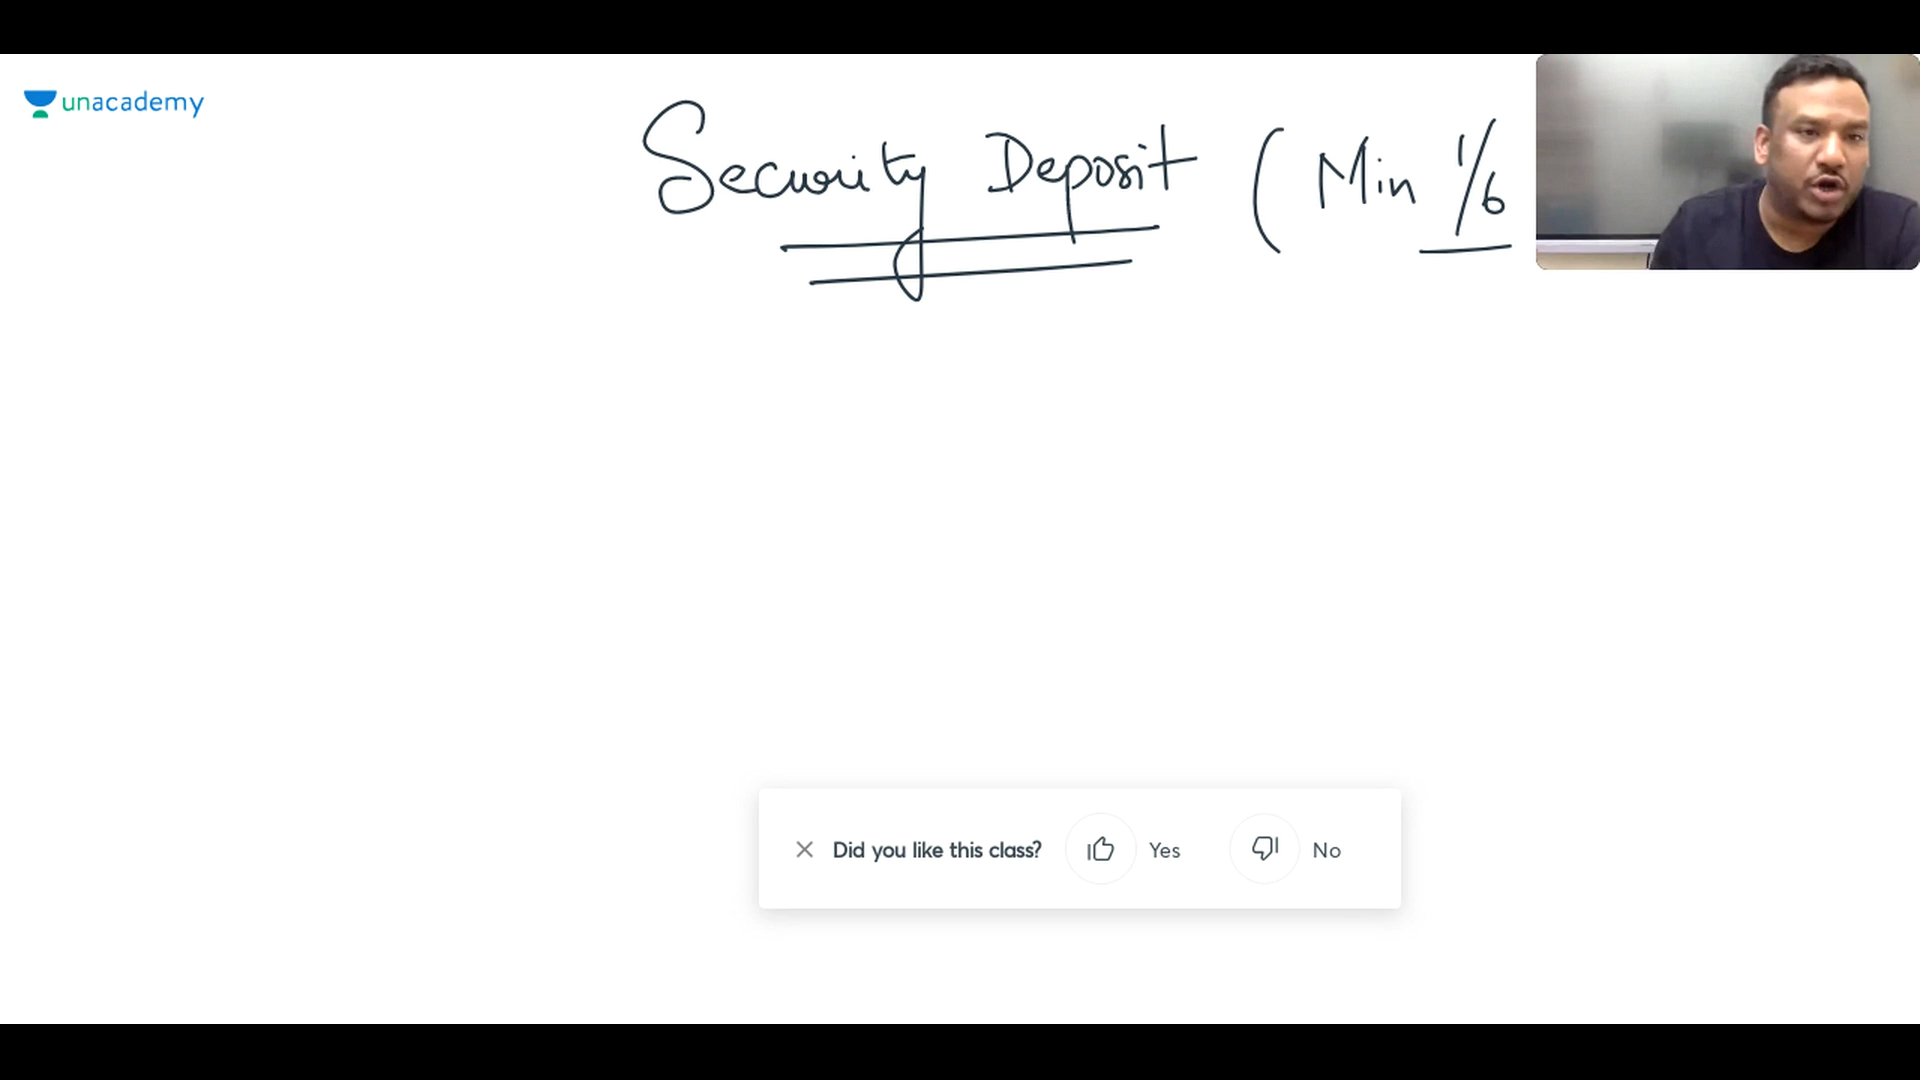 unacademy
Security Deposit ( Min 1/6
Did you like this class? Yes No